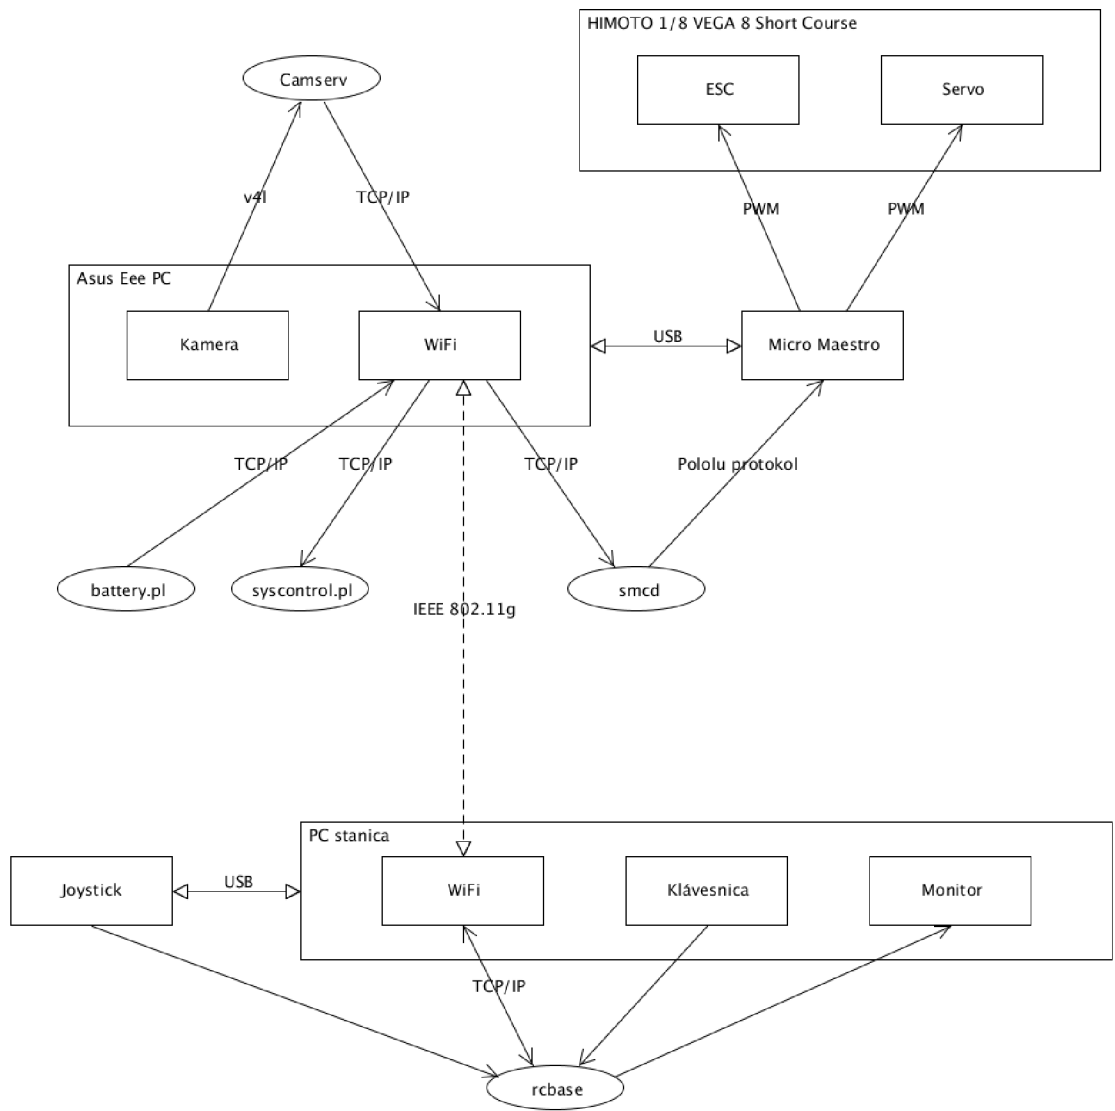 HIMOTO 1/8 VEGA 8 Short Course
Camserv
ESC
Servo
v4l
TCP/IP
PWM
PWM
Asus Eee PC
Kamera
WiFi
USB
Micro Maestro
TCP/IP
TCP/IP
TCP/IP
Pololu protokol
battery.pl
syscontrol.pl
smcd
IEEE 802.11g
PC stanica
Joystick
USB
WiFi
Klávesnica
Monitor
TCP/IP
rcbase